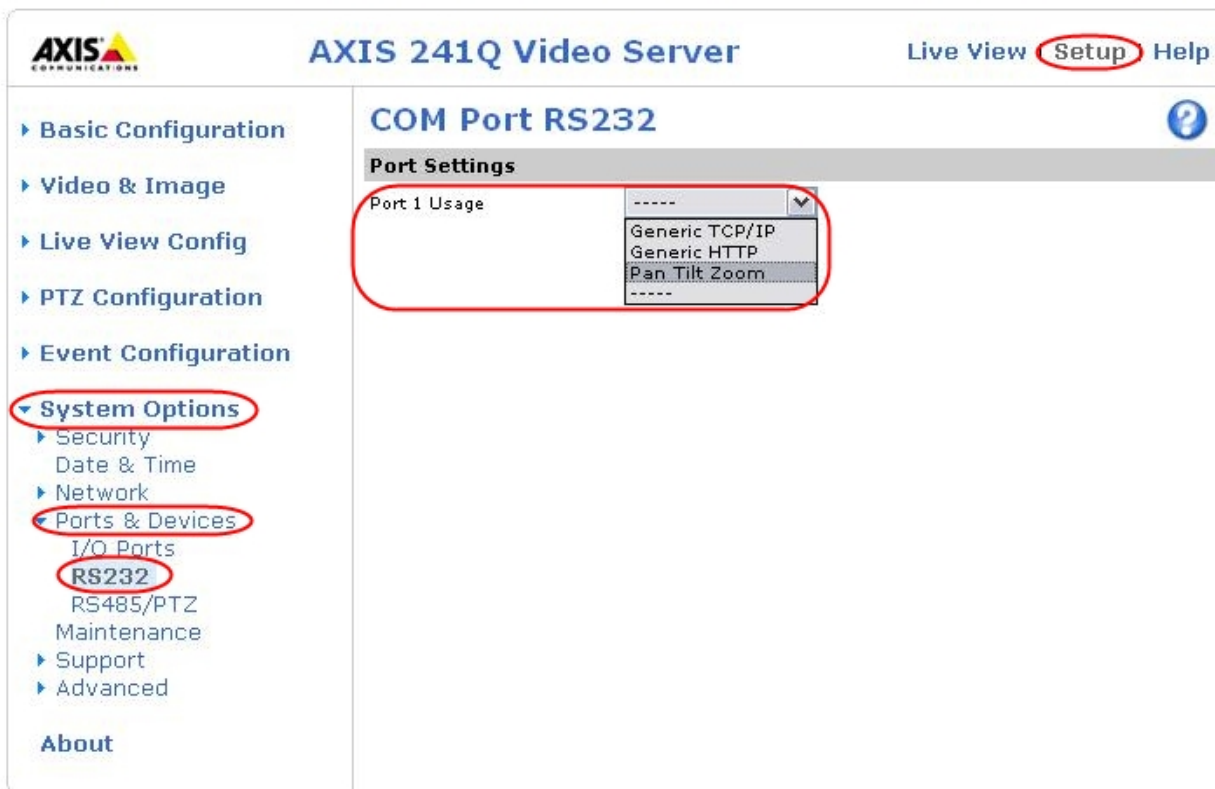 AXIS
COMMUNICATIONS
AXIS 241Q Video Server
Live View | Setup | Help
Basic Configuration
Video & Image
Live View Config
PTZ Configuration
Event Configuration
System Options
Security
Date & Time
Network
Ports & Devices
I/O Ports
RS232
RS485/PTZ
Maintenance
Support
Advanced
About
COM Port RS232
?
Port Settings
Port 1 Usage
-----
Generic TCP/IP
Generic HTTP
Pan Tilt Zoom
-----